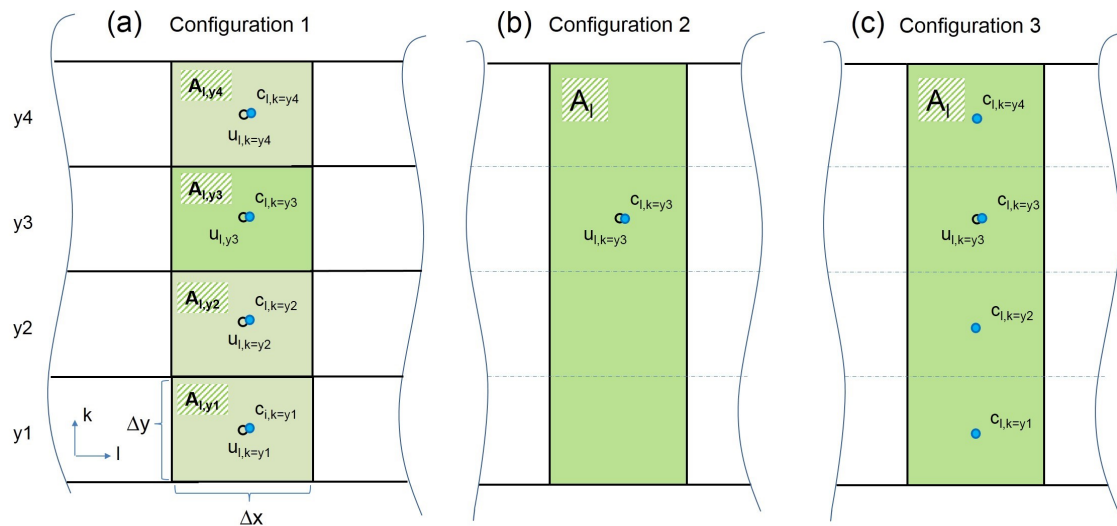 (a) Configuration 1
y4
A_l,y4
c_l,k=y4
u_l,k=y4
y3
A_l,y3
c_l,k=y3
u_l,y3
y2
A_l,y2
c_l,k=y2
u_l,k=y2
y1
A_l,y1
c_i,k=y1
u_l,k=y1
k
l
Δy
Δx
(b) Configuration 2
A_l
c_l,k=y3
u_l,k=y3
(c) Configuration 3
A_l
c_l,k=y4
c_l,k=y3
u_l,k=y3
c_l,k=y2
c_l,k=y1